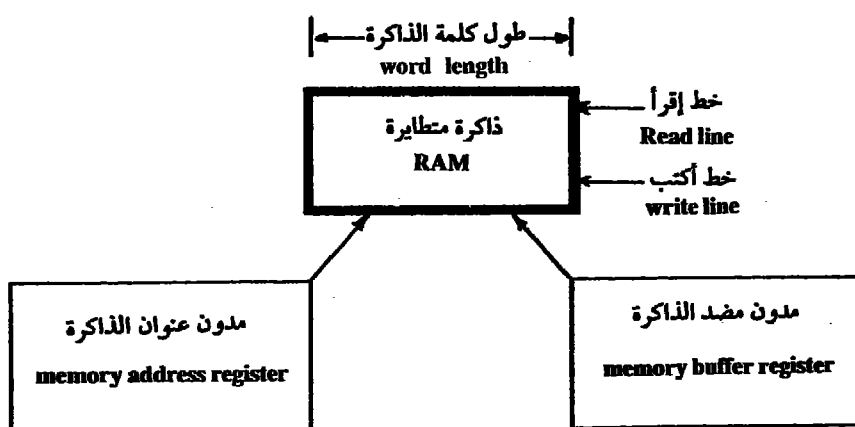 طول كلمة الذاكرة
word length
ذاكرة متطايرة
RAM
خط إقرأ
Read line
خط أكتب
write line
مدون عنوان الذاكرة
memory address register
مدون مضد الذاكرة
memory buffer register